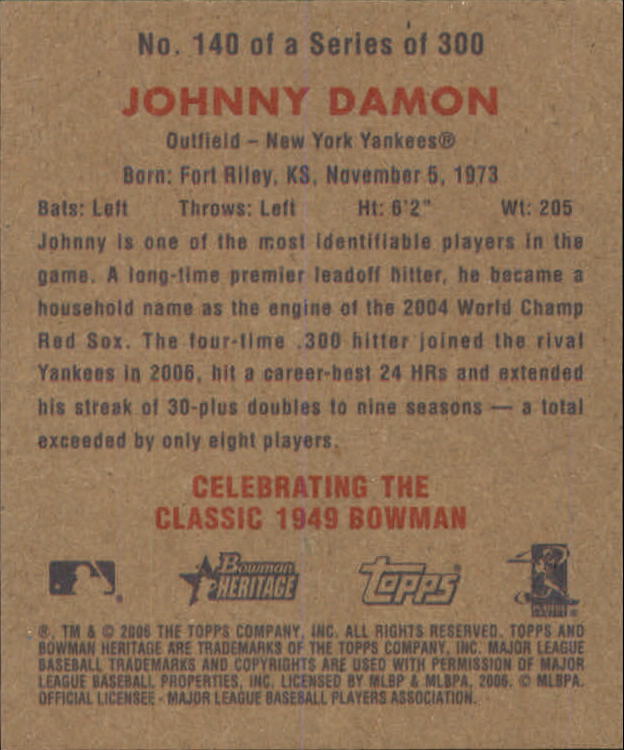 No. 140 of a Series of 300
JOHNNY DAMON
Outfield – New York Yankees®
Born: Fort Riley, KS, November 5, 1973
Bats: Left Throws: Left Ht: 6'2" Wt: 205
Johnny is one of the most identifiable players in the
game. A long-time premier leadoff hitter, he became a
household name as the engine of the 2004 World Champ
Red Sox. The four-time .300 hitter joined the rival
Yankees in 2006, hit a career-best 24 HRs and extended
his streak of 30-plus doubles to nine seasons — a total
exceeded by only eight players.
CELEBRATING THE
CLASSIC 1949 BOWMAN
Bowman
HERITAGE
topps
®, TM & © 2006 THE TOPPS COMPANY, INC. ALL RIGHTS RESERVED. TOPPS AND
BOWMAN HERITAGE ARE TRADEMARKS OF THE TOPPS COMPANY, INC. MAJOR LEAGUE
BASEBALL TRADEMARKS AND COPYRIGHTS ARE USED WITH PERMISSION OF MAJOR
LEAGUE BASEBALL PROPERTIES, INC. LICENSED BY MLBP & MLBPA, 2006. © MLBPA.
OFFICIAL LICENSEE - MAJOR LEAGUE BASEBALL PLAYERS ASSOCIATION.